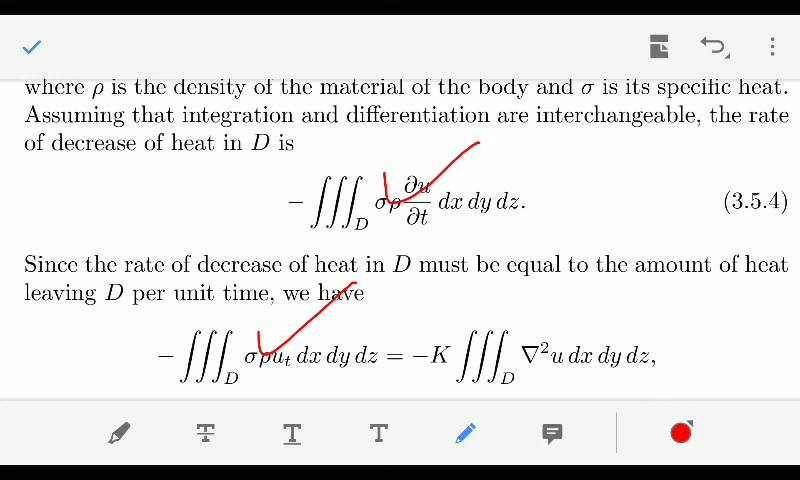 where ρ is the density of the material of the body and σ is its specific heat.
Assuming that integration and differentiation are interchangeable, the rate
of decrease of heat in D is
− ∭_D σρ ∂u/∂t dx dy dz. (3.5.4)
Since the rate of decrease of heat in D must be equal to the amount of heat
leaving D per unit time, we have
− ∭_D σρu_t dx dy dz = −K ∭_D ∇²u dx dy dz,